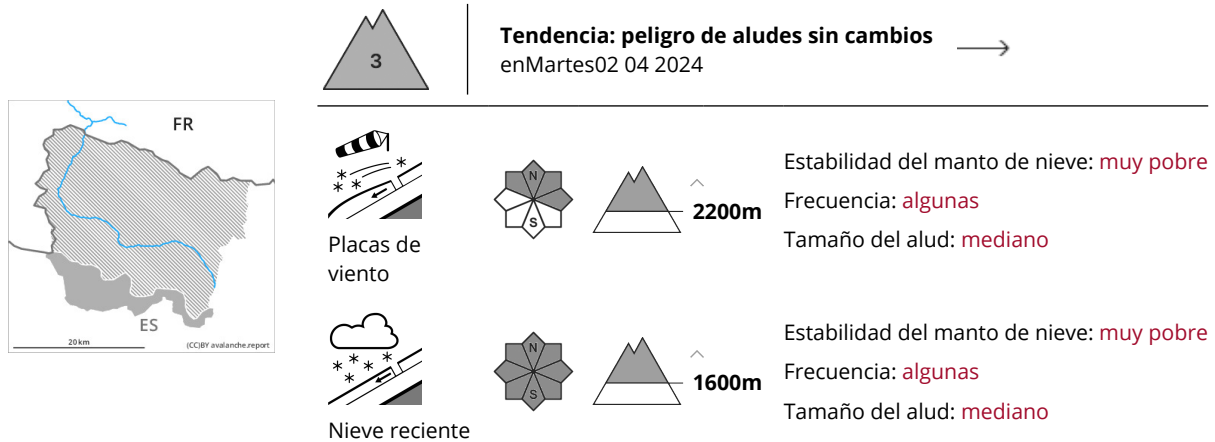 3
Tendencia: peligro de aludes sin cambios
enMartes02 04 2024
FR
ES
20 km
(CC)BY avalanche.report
N
S
2200m
Placas de
viento
Estabilidad del manto de nieve: muy pobre
Frecuencia: algunas
Tamaño del alud: mediano
N
S
1600m
Nieve reciente
Estabilidad del manto de nieve: muy pobre
Frecuencia: algunas
Tamaño del alud: mediano